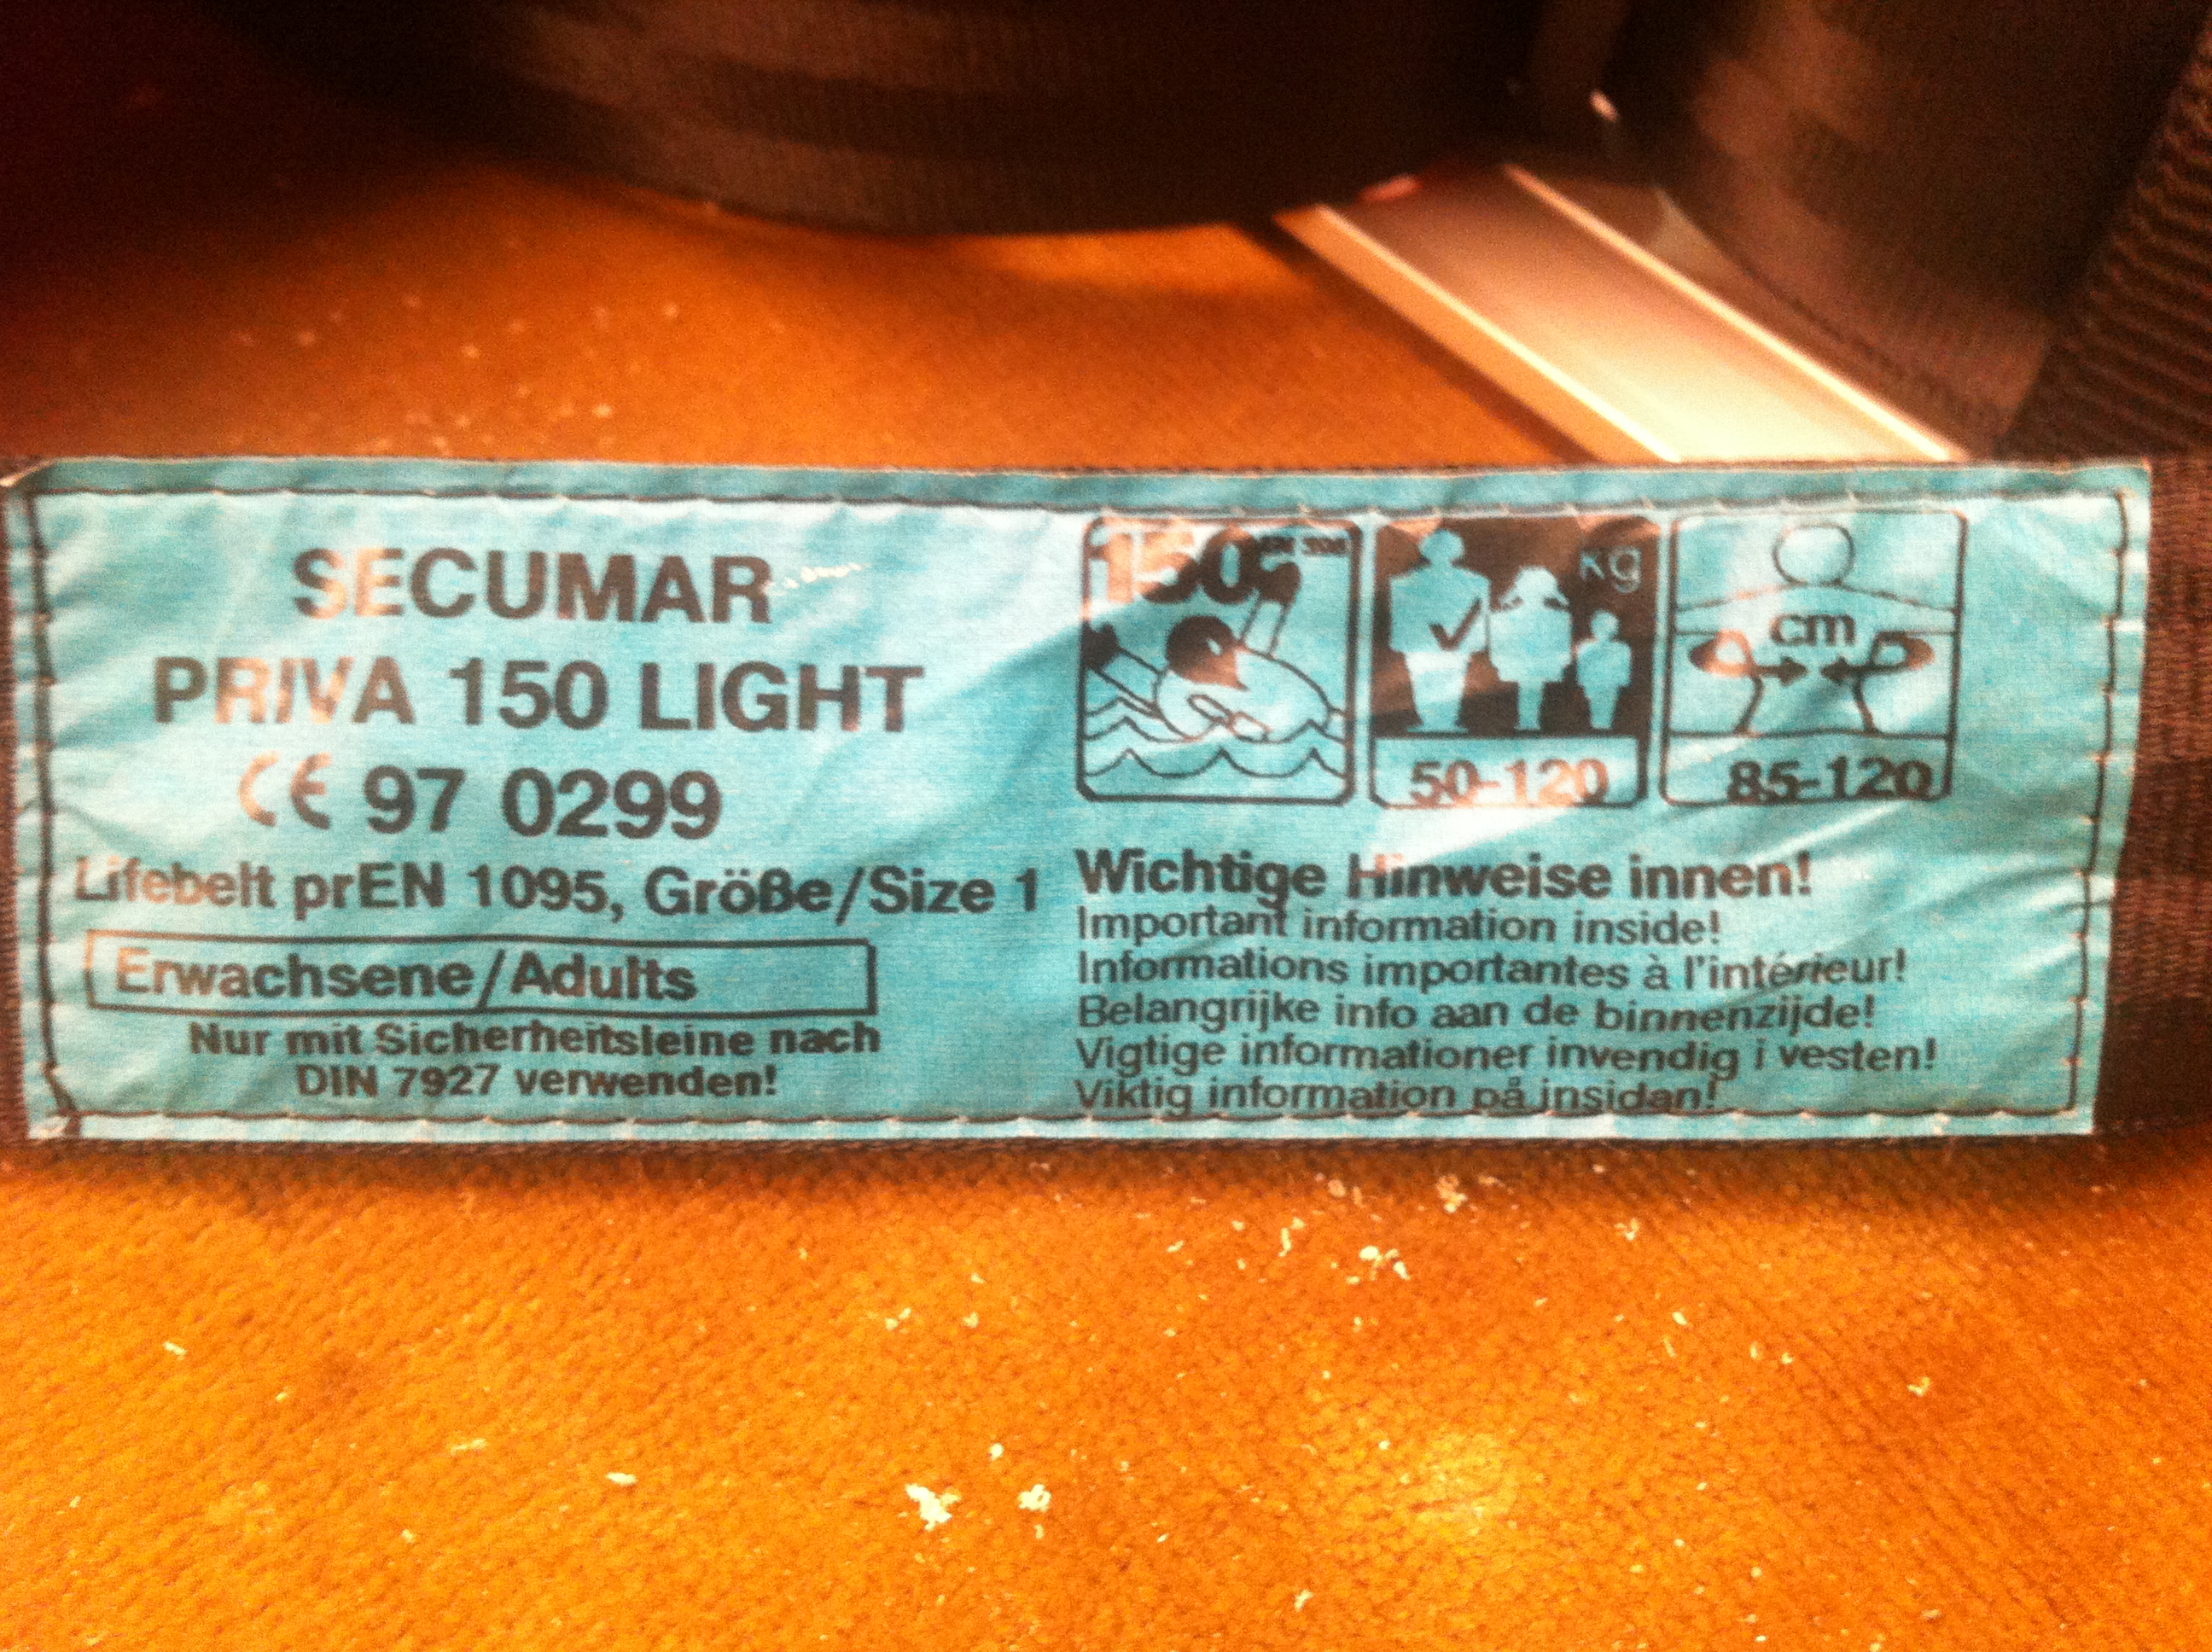 SECUMAR
PRIVA 150 LIGHT
CE 97 0299
Lifebelt prEN 1095, Größe/Size 1
Erwachsene/Adults
Nur mit Sicherheitsleine nach
DIN 7927 verwenden!
150
kg
50-120
cm
85-120
Wichtige Hinweise innen!
Important information inside!
Informations importantes à l'intérieur!
Belangrijke info aan de binnenzijde!
Vigtige informationer invendig i vesten!
Viktig information på insidan!